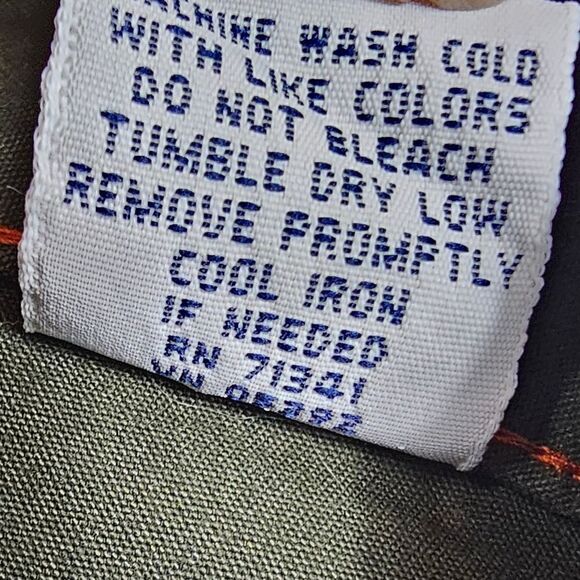 MACHINE WASH COLD
WITH LIKE COLORS
DO NOT BLEACH
TUMBLE DRY LOW
REMOVE PROMPTLY
COOL IRON
IF NEEDED
RN 71341